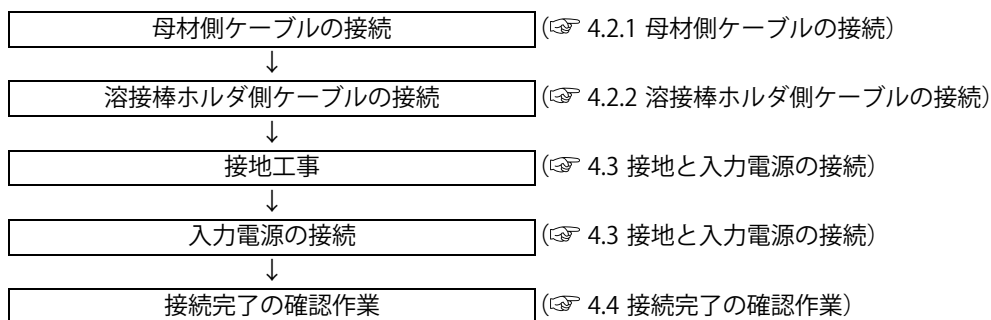 母材側ケーブルの接続 (☞ 4.2.1 母材側ケーブルの接続)
↓
溶接棒ホルダ側ケーブルの接続 (☞ 4.2.2 溶接棒ホルダ側ケーブルの接続)
↓
接地工事 (☞ 4.3 接地と入力電源の接続)
↓
入力電源の接続 (☞ 4.3 接地と入力電源の接続)
↓
接続完了の確認作業 (☞ 4.4 接続完了の確認作業)